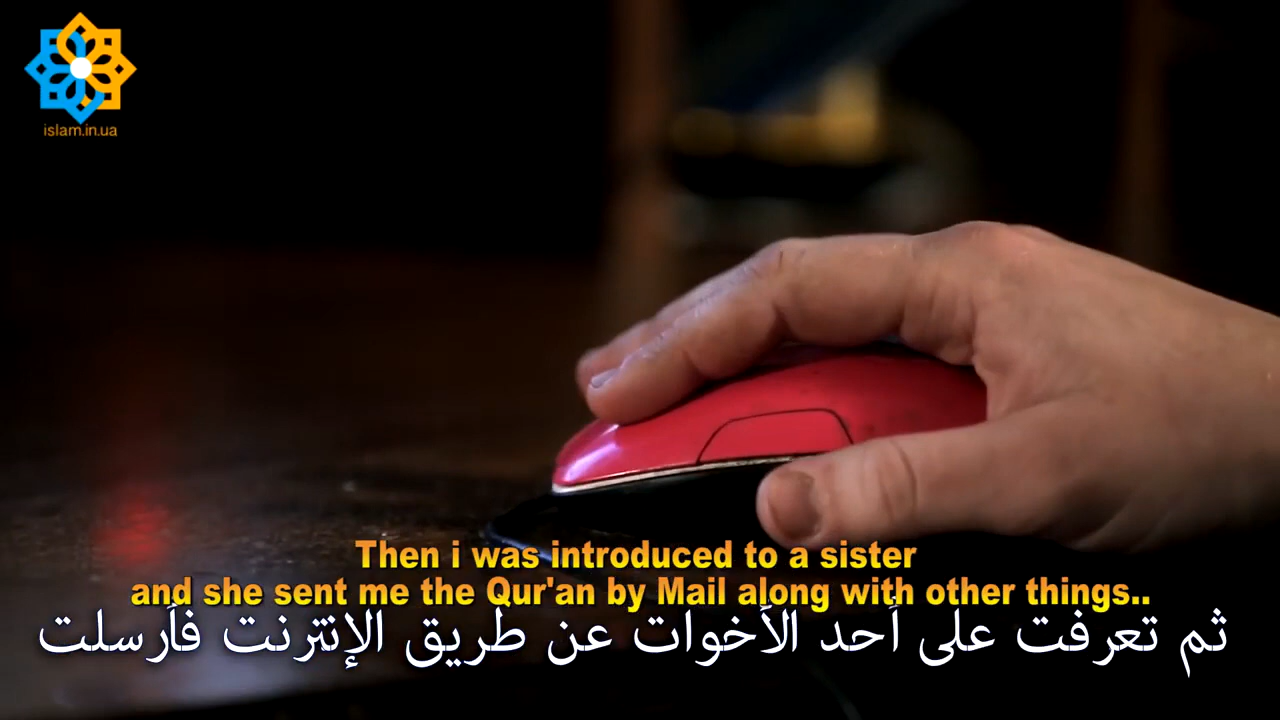 islam.in.ua
Then i was introduced to a sister
and she sent me the Qur'an by Mail along with other things..
ثم تعرفت على أحد الأخوات عن طريق الإنترنت فأرسلت